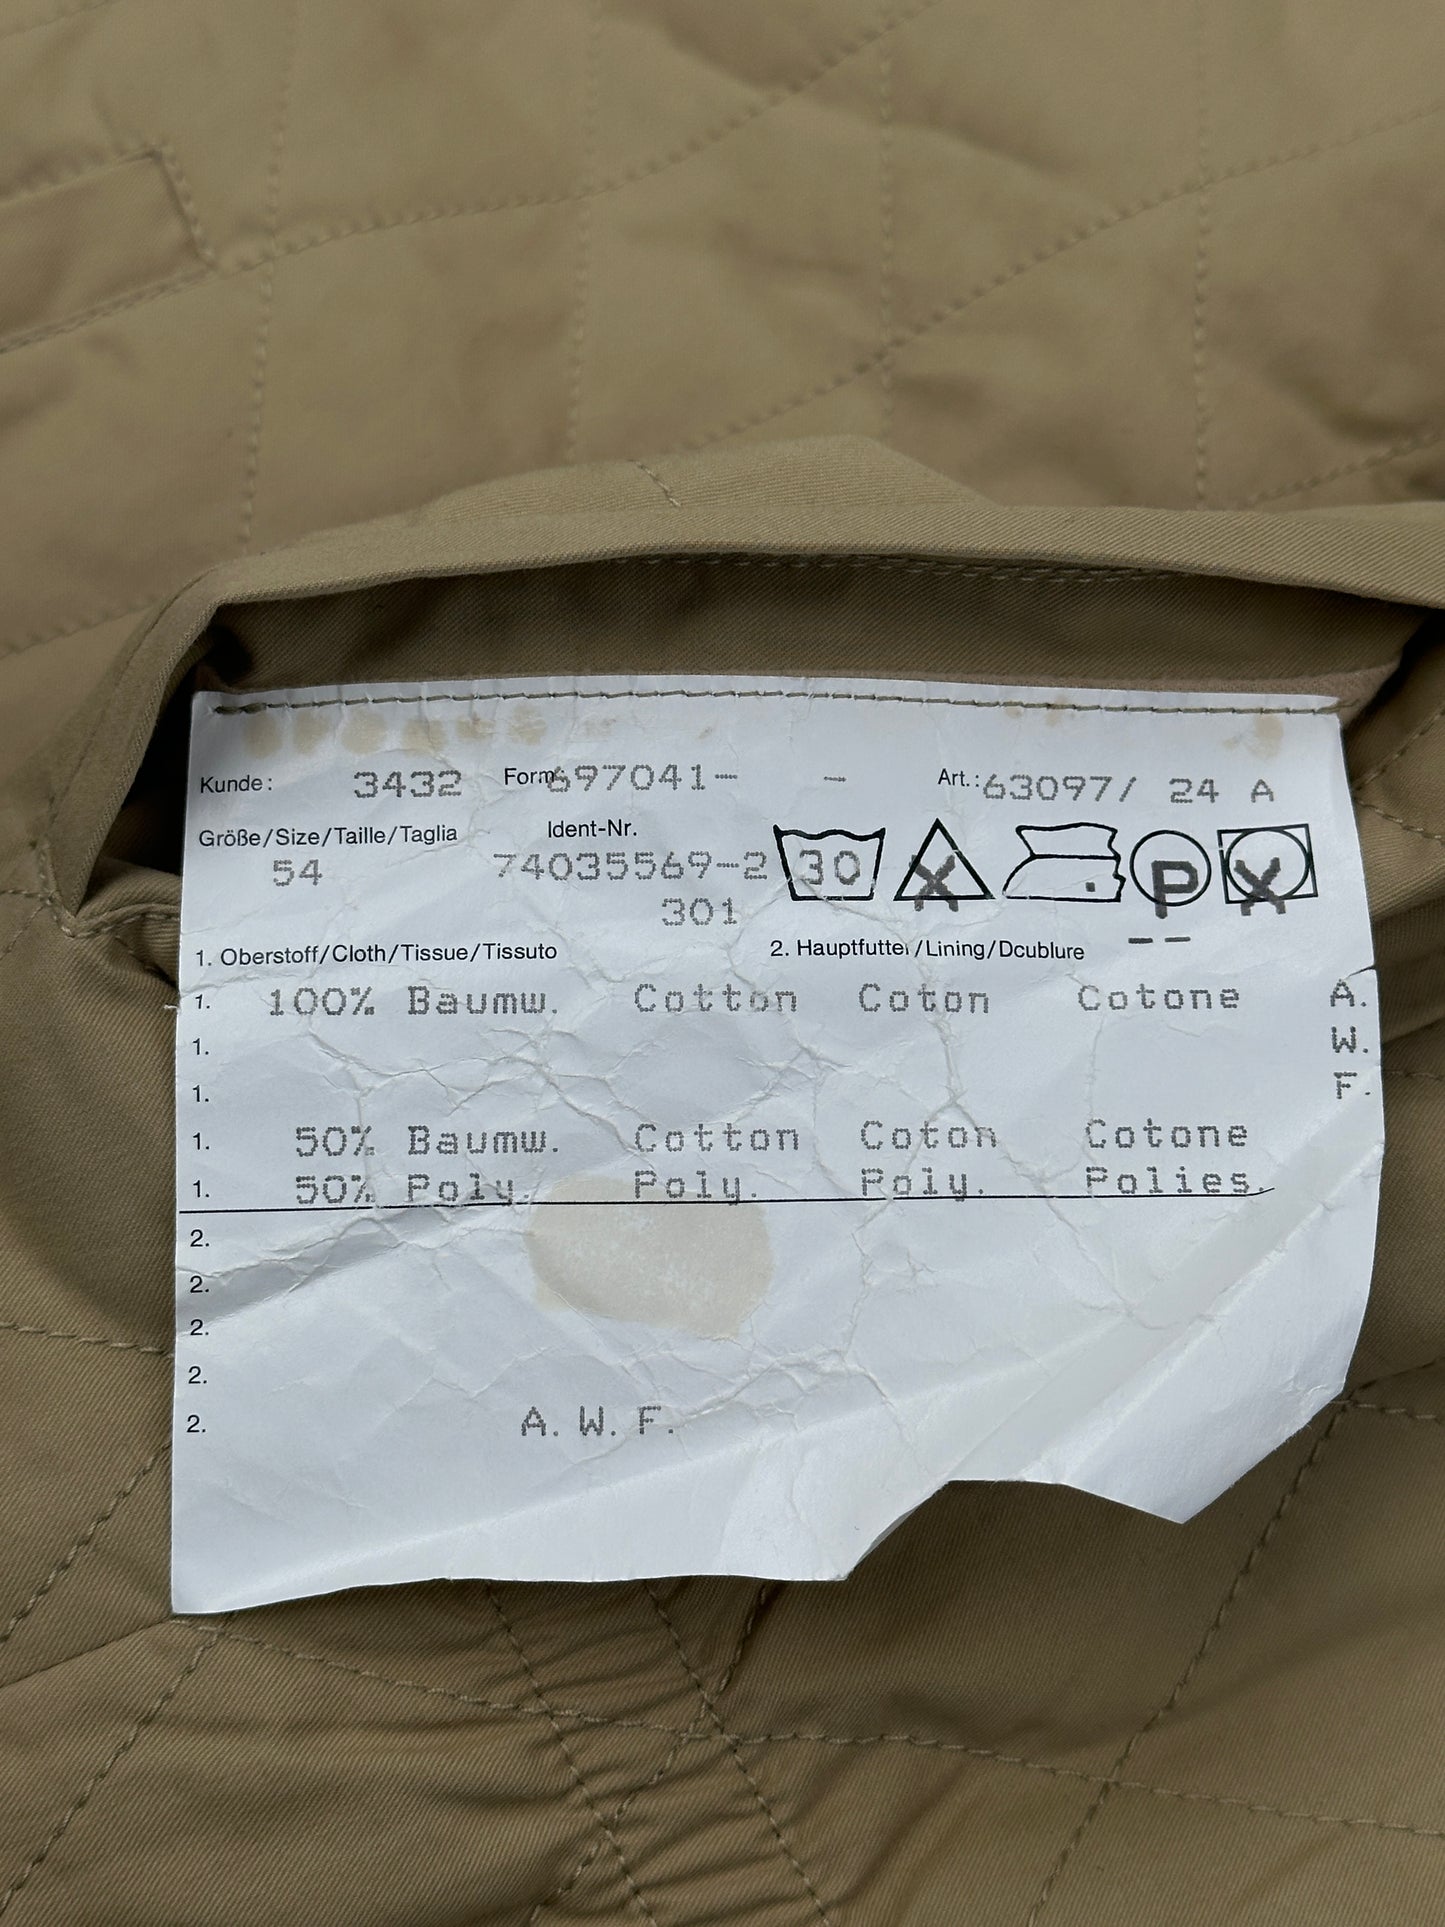 Kunde: 3432 Form: 697041- - Art.: 63097/ 24 A
Größe/Size/Taille/Taglia Ident-Nr.
54 74035569-2 30 X P X
301
1. Oberstoff/Cloth/Tissue/Tissuto 2. Hauptfutter/Lining/Dcublure
1. 100% Baumw. Cotton Coton Cotone A.
1. W.
1. F.
1. 50% Baumw. Cotton Coton Cotone
1. 50% Poly. Poly. Poly. Polies.
2.
2.
2.
2.
2. A. W. F.